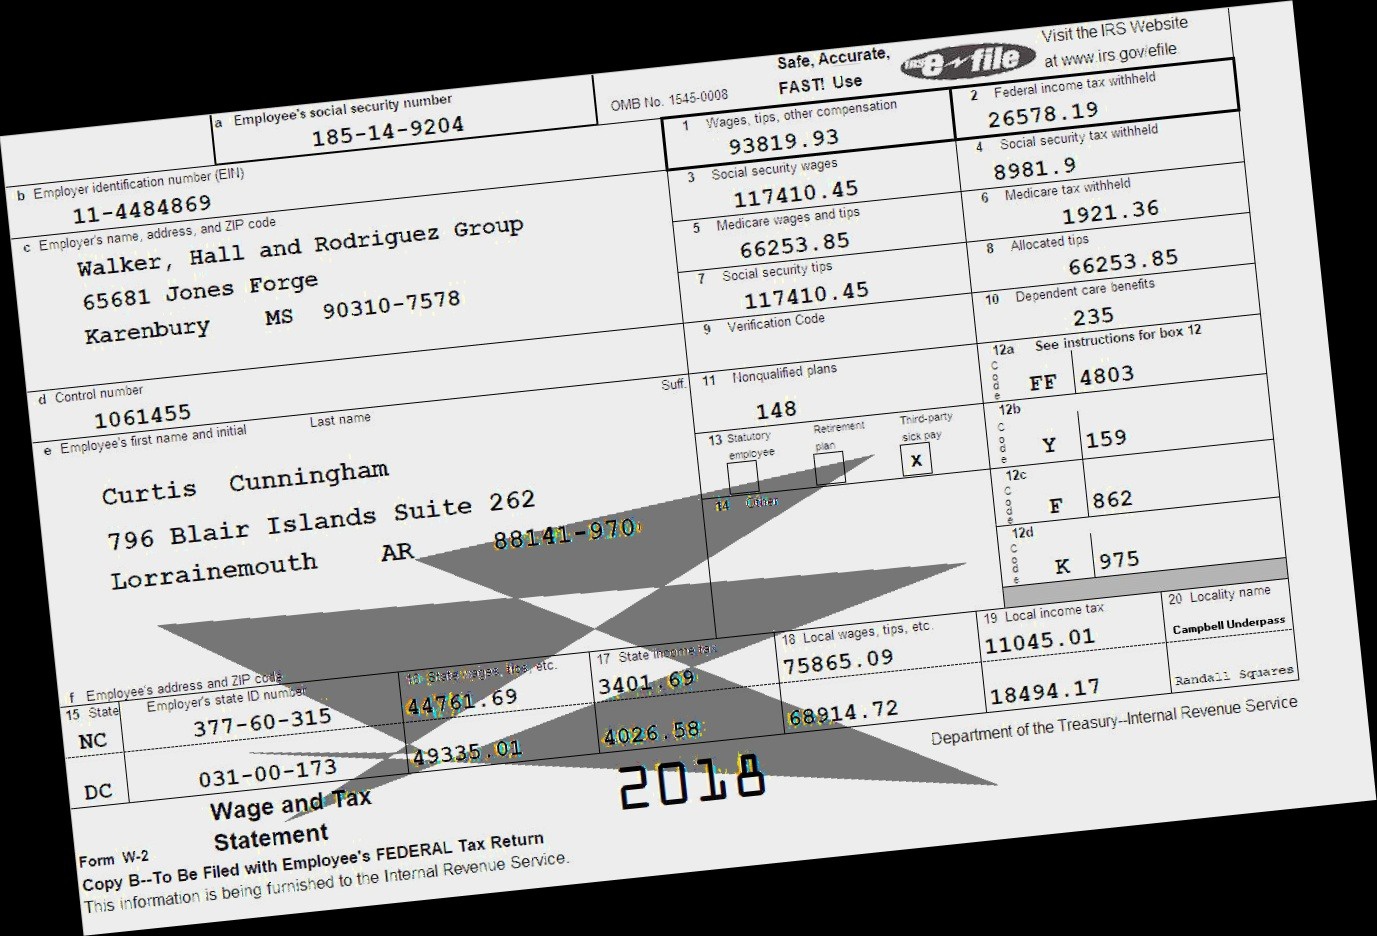 a Employee's social security number
185-14-9204
OMB No. 1545-0008
Safe, Accurate,
FAST! Use
IRS e-file
Visit the IRS Website
at www.irs.gov/efile
b Employer identification number (EIN)
11-4484869
1 Wages, tips, other compensation
93819.93
2 Federal income tax withheld
26578.19
c Employer's name, address, and ZIP code
Walker, Hall and Rodriguez Group
65681 Jones Forge
Karenbury MS 90310-7578
3 Social security wages
117410.45
4 Social security tax withheld
8981.9
5 Medicare wages and tips
66253.85
6 Medicare tax withheld
1921.36
7 Social security tips
117410.45
8 Allocated tips
66253.85
d Control number
1061455
9 Verification Code
10 Dependent care benefits
235
e Employee's first name and initial
Last name
Suff.
Curtis Cunningham
796 Blair Islands Suite 262
Lorrainemouth AR 88141-970
11 Nonqualified plans
148
12a See instructions for box 12
Code FF 4803
13 Statutory employee
Retirement plan
Third-party sick pay
X
12b
Code Y 159
14 Other
12c
Code F 862
12d
Code K 975
f Employee's address and ZIP code
15 State
Employer's state ID number
16 State wages, tips, etc.
17 State income tax
18 Local wages, tips, etc.
19 Local income tax
20 Locality name
NC 377-60-315 44761.69 3401.69 75865.09 11045.01 Campbell Underpass
DC 031-00-173 49335.01 4026.58 68914.72 18494.17 Randall Squares
Form W-2
Wage and Tax
Statement
2018
Department of the Treasury--Internal Revenue Service
Copy B--To Be Filed with Employee's FEDERAL Tax Return
This information is being furnished to the Internal Revenue Service.